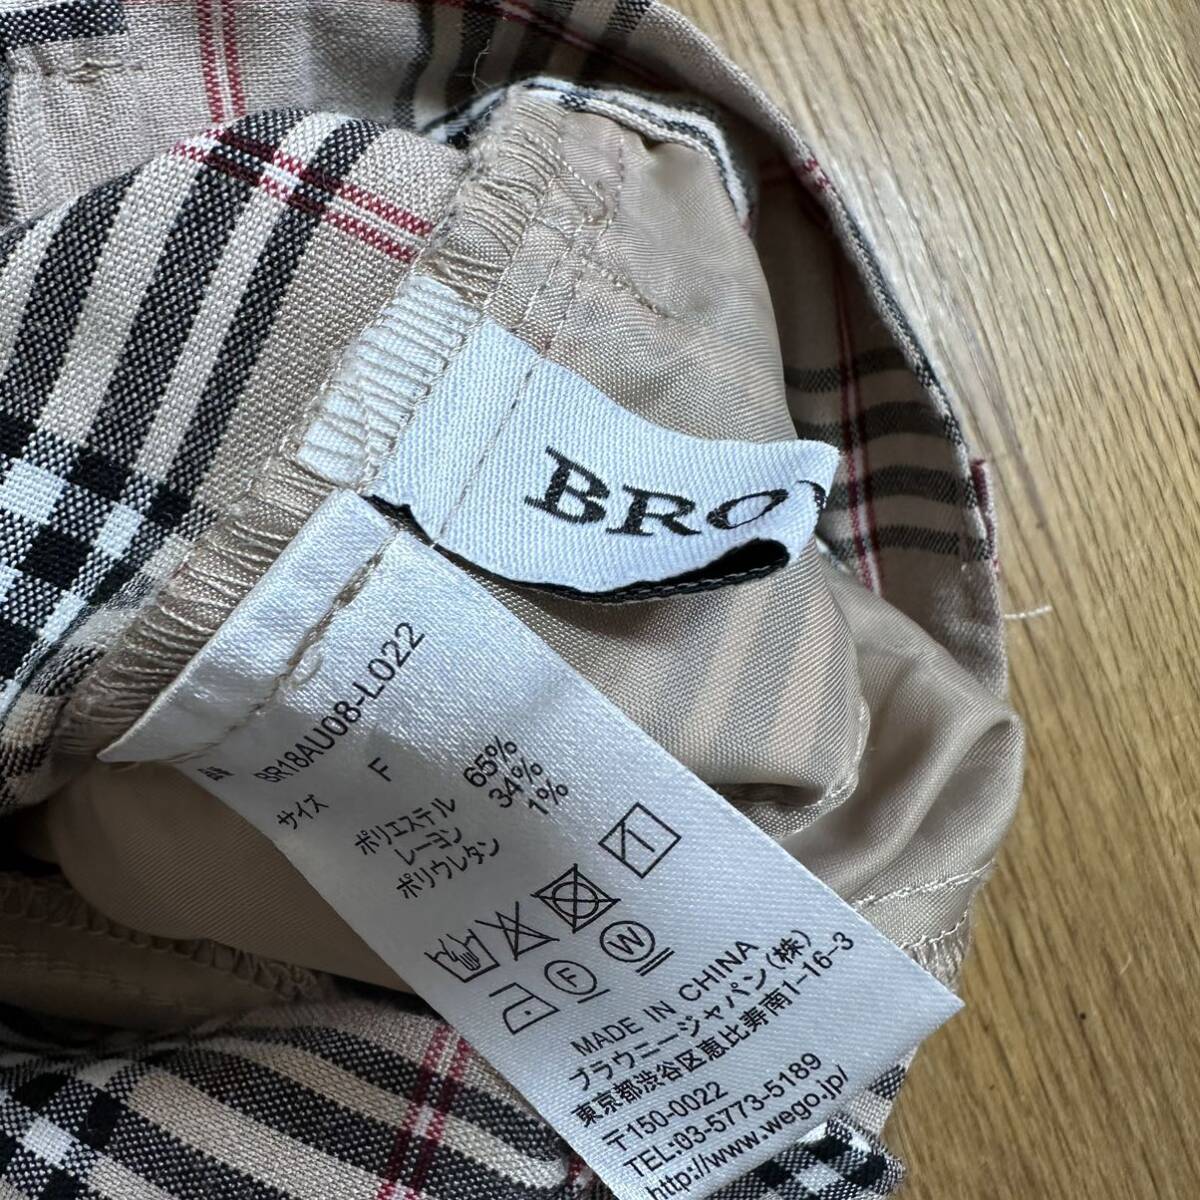 BRO
BR18AU08-L022
サイズ F
ポリエステル 65%
レーヨン 34%
ポリウレタン 1%
1
F W
MADE IN CHINA
ブラウニージャパン(株)
東京都渋谷区恵比寿南1-16-3
〒150-0022
TEL:03-5773-5189
http://www.wego.jp/